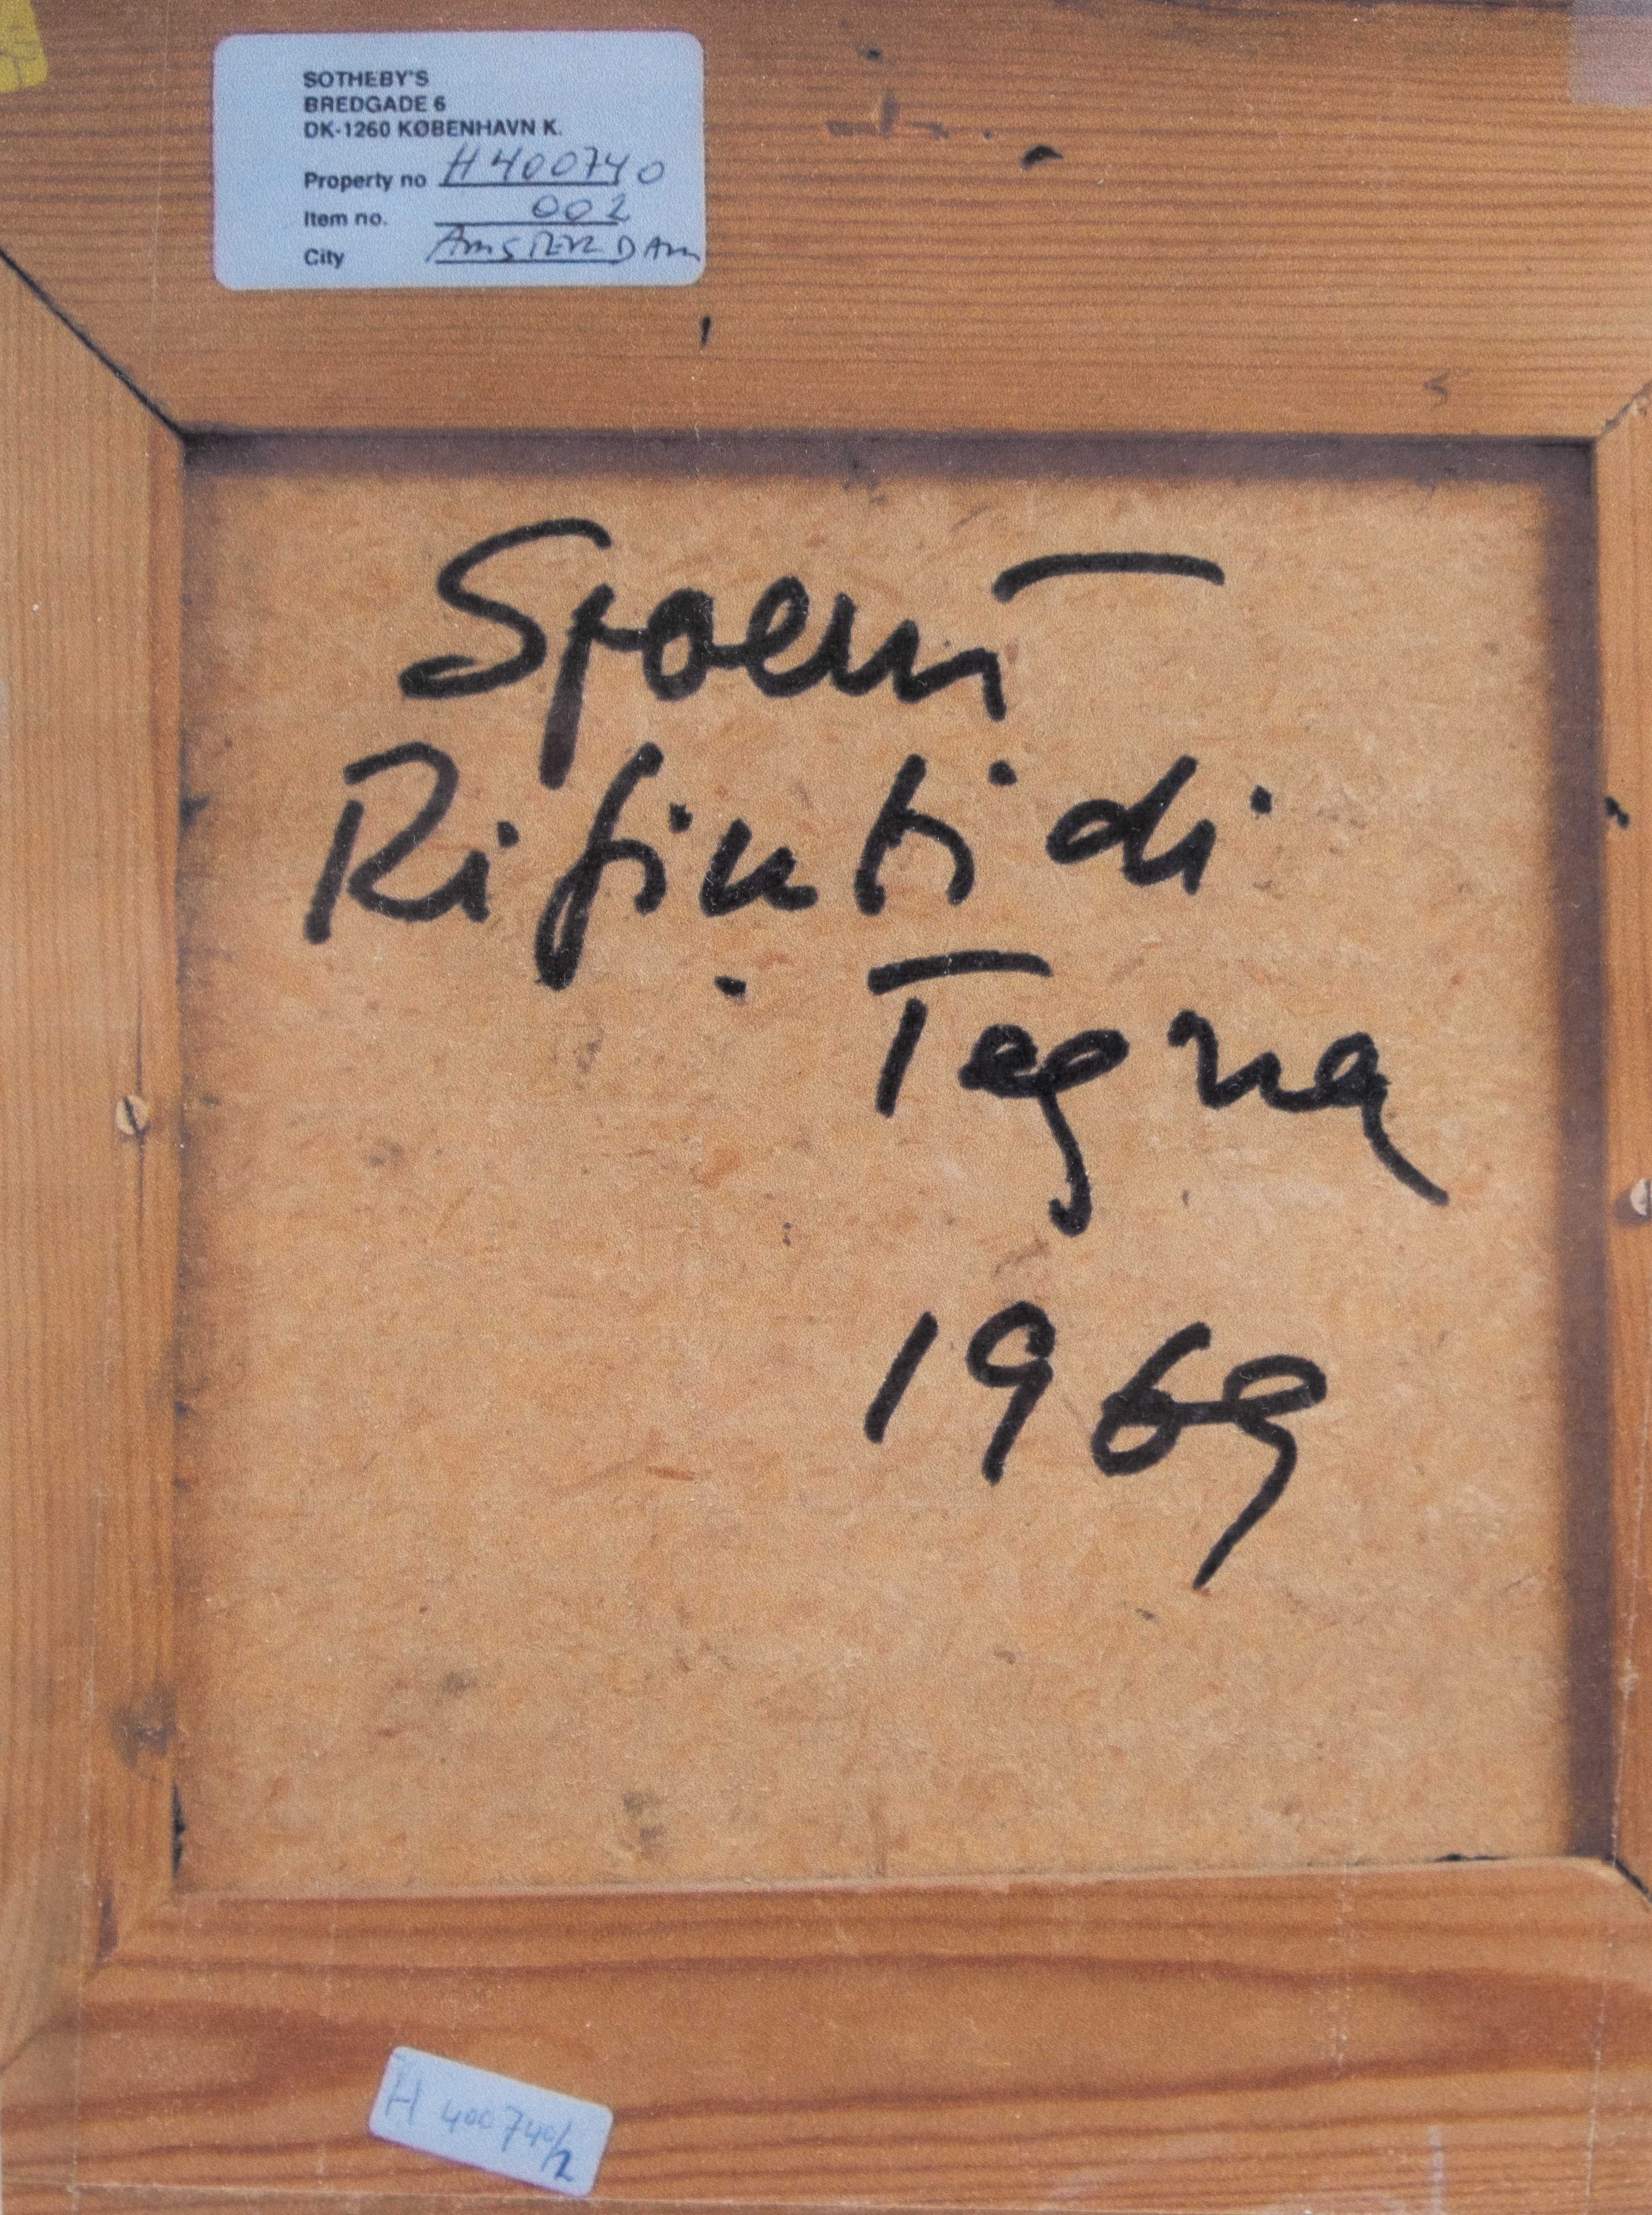 SOTHEBY'S
BREDGADE 6
DK-1260 KØBENHAVN K.
Property no H400740
Item no. 002
City AMSTERDAM
Spoerri
Rifiuti di
Tegna
1969
H 400740/2